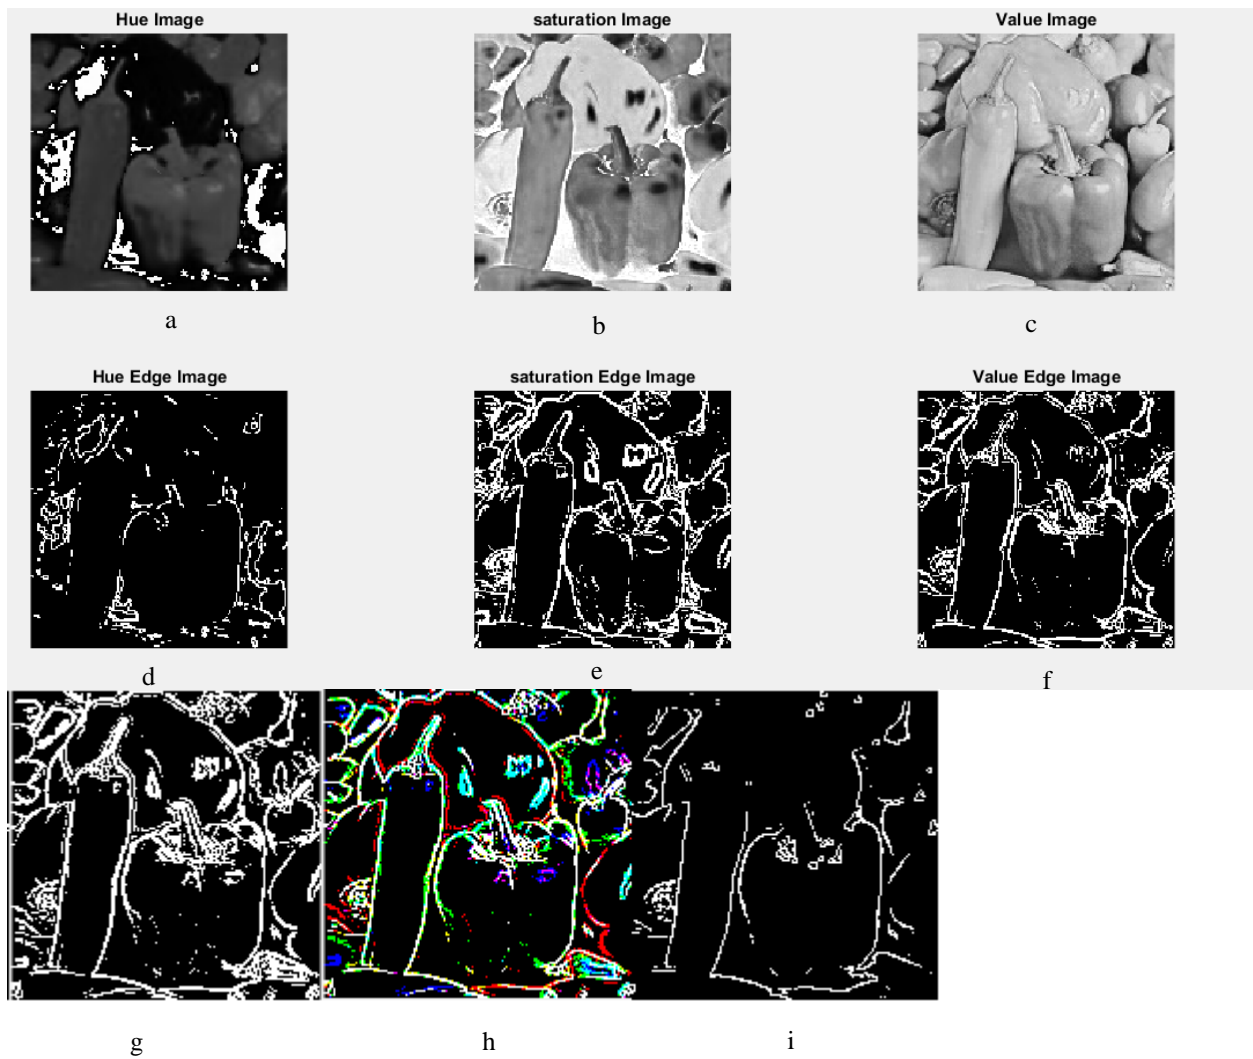 Hue Image
saturation Image
Value Image
a
b
c
Hue Edge Image
saturation Edge Image
Value Edge Image
d
e
f
g
h
i